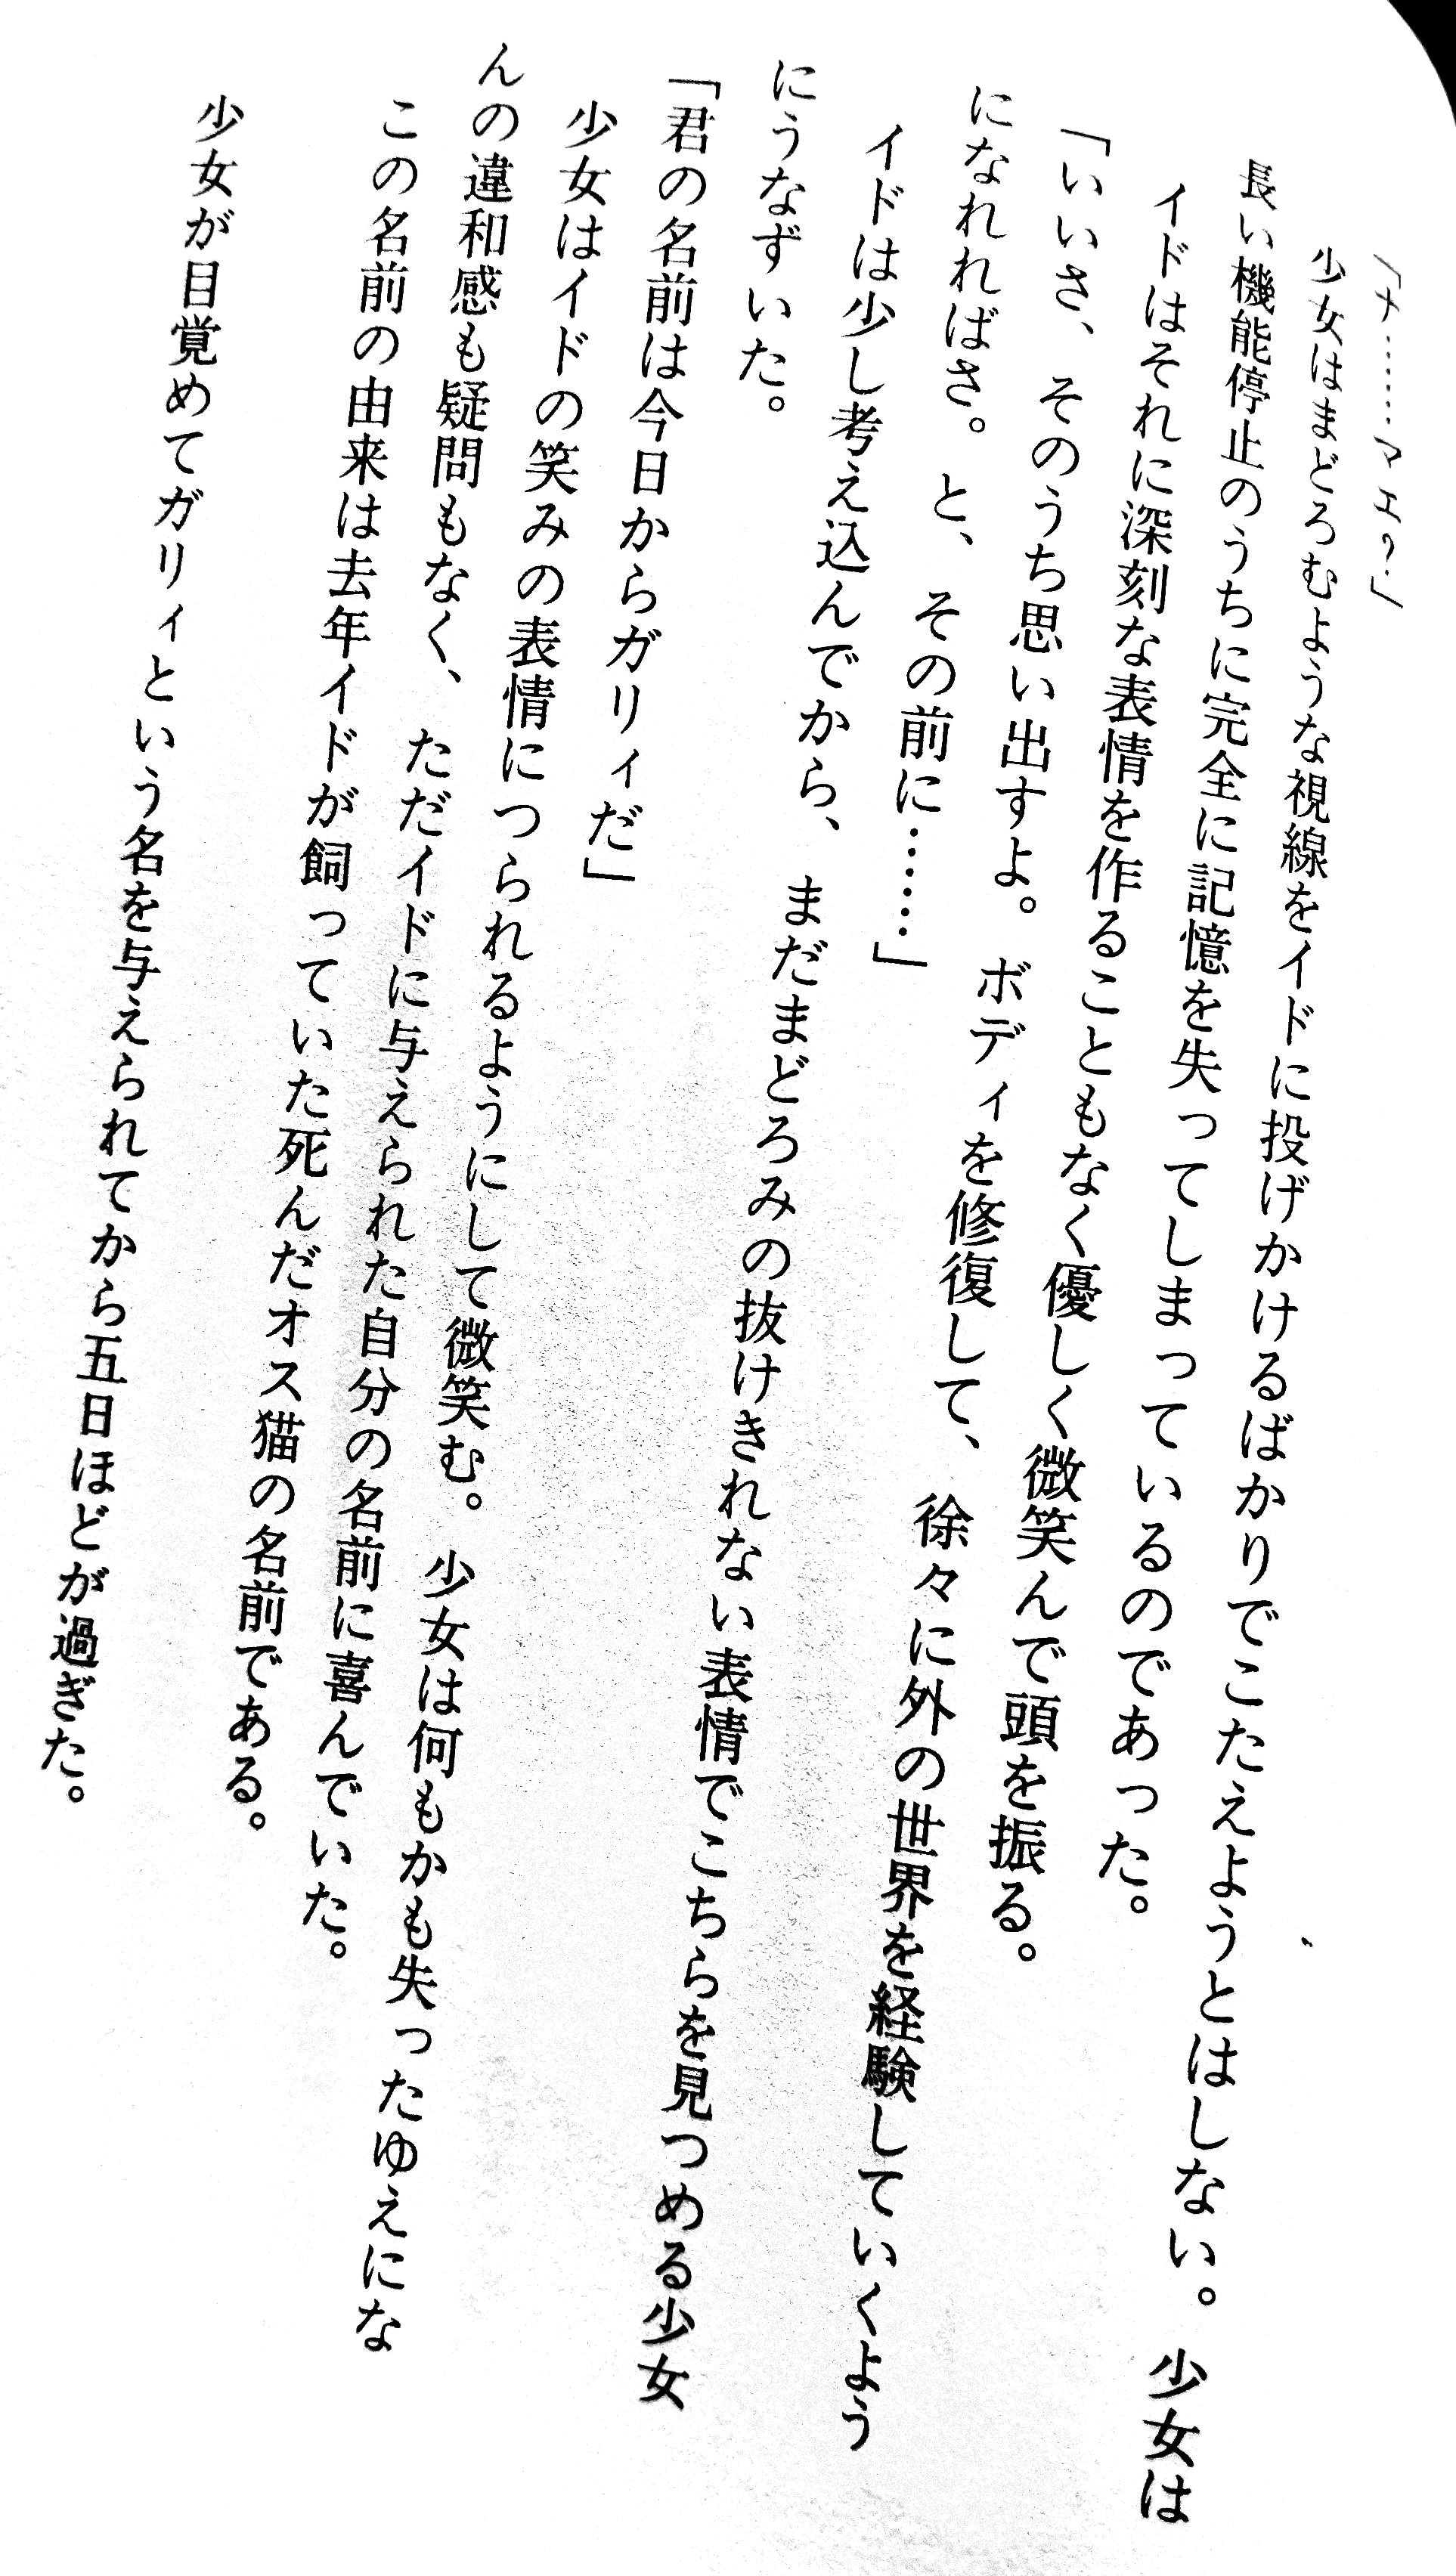 「ナ……マエ？」
少女はまどろむような視線をイドに投げかけるばかりでこたえようとはしない。少女は
長い機能停止のうちに完全に記憶を失ってしまっているのであった。
イドはそれに深刻な表情を作ることもなく優しく微笑んで頭を振る。
「いいさ、そのうち思い出すよ。ボディを修復して、徐々に外の世界を経験していくよう
になれればさ。と、その前に……」
イドは少し考え込んでから、まだまどろみの抜けきれない表情でこちらを見つめる少女
にうなずいた。
「君の名前は今日からガリィだ」
少女はイドの笑みの表情につられるようにして微笑む。少女は何もかも失ったゆえにな
んの違和感も疑問もなく、ただイドに与えられた自分の名前に喜んでいた。
この名前の由来は去年イドが飼っていた死んだオス猫の名前である。
少女が目覚めてガリィという名を与えられてから五日ほどが過ぎた。